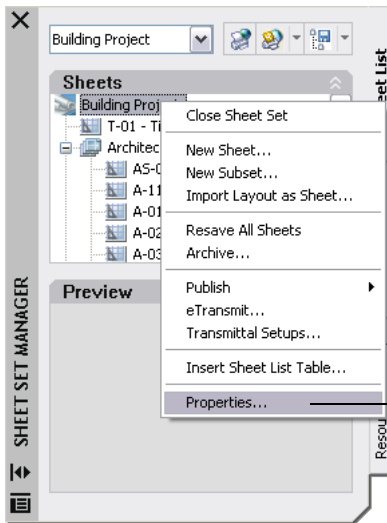 Building Project
Sheets
Building Proj
T-01 - Ti
Architec
AS-
A-11
A-01
A-02
A-03
Close Sheet Set
New Sheet...
New Subset...
Import Layout as Sheet...
Resave All Sheets
Archive...
Publish
eTransmit...
Transmittal Setups...
Insert Sheet List Table...
Properties...
Preview
SHEET SET MANAGER
eet List
Resou